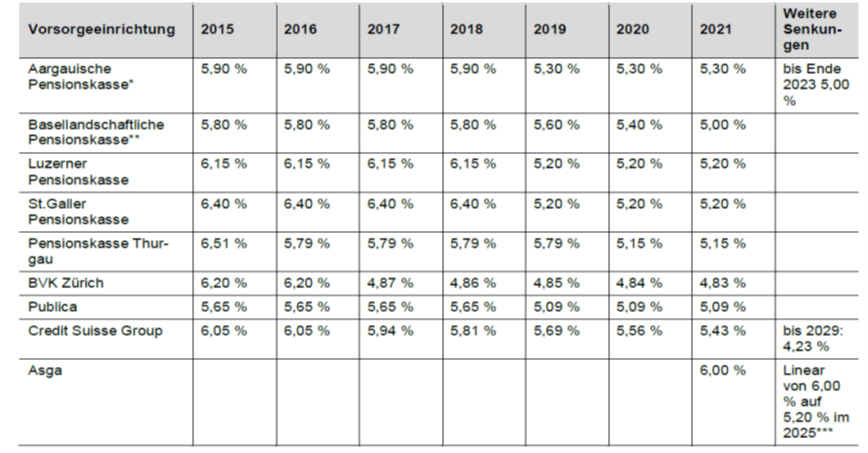 Vorsorgeeinrichtung 2015 2016 2017 2018 2019 2020 2021 Weitere
Senkun-
gen
Aargauische
Pensionskasse* 5,90 % 5,90 % 5,90 % 5,90 % 5,30 % 5,30 % 5,30 % bis Ende
2023 5,00
%
Basellandschaftliche
Pensionskasse** 5,80 % 5,80 % 5,80 % 5,80 % 5,60 % 5,40 % 5,00 %
Luzerner
Pensionskasse 6,15 % 6,15 % 6,15 % 6,15 % 5,20 % 5,20 % 5,20 %
St.Galler
Pensionskasse 6,40 % 6,40 % 6,40 % 6,40 % 5,20 % 5,20 % 5,20 %
Pensionskasse Thur-
gau 6,51 % 5,79 % 5,79 % 5,79 % 5,79 % 5,15 % 5,15 %
BVK Zürich 6,20 % 6,20 % 4,87 % 4,86 % 4,85 % 4,84 % 4,83 %
Publica 5,65 % 5,65 % 5,65 % 5,65 % 5,09 % 5,09 % 5,09 %
Credit Suisse Group 6,05 % 6,05 % 5,94 % 5,81 % 5,69 % 5,56 % 5,43 % bis 2029:
4,23 %
Asga 6,00 % Linear
von 6,00
% auf
5,20 % im
2025***